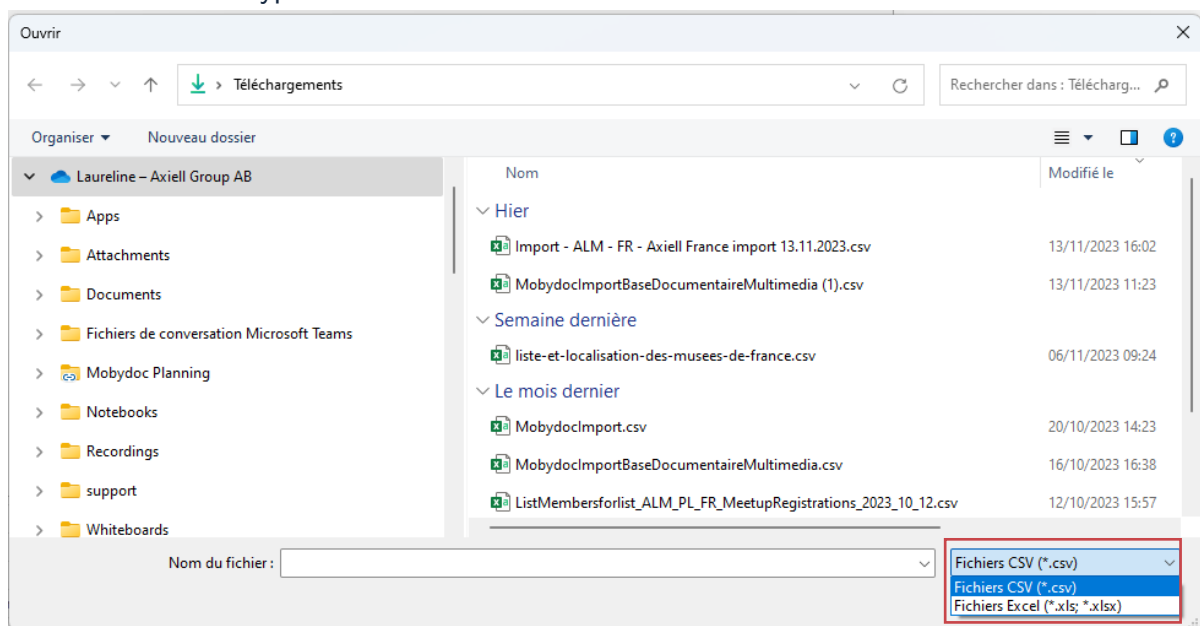 Ouvrir
Téléchargements
Rechercher dans : Télécharg...
Organiser
Nouveau dossier
Laureline – Axiell Group AB
Apps
Attachments
Documents
Fichiers de conversation Microsoft Teams
Mobydoc Planning
Notebooks
Recordings
support
Whiteboards
Nom
Modifié le
Hier
Import - ALM - FR - Axiell France import 13.11.2023.csv
13/11/2023 16:02
MobydocImportBaseDocumentaireMultimedia (1).csv
13/11/2023 11:23
Semaine dernière
liste-et-localisation-des-musees-de-france.csv
06/11/2023 09:24
Le mois dernier
MobydocImport.csv
20/10/2023 14:23
MobydocImportBaseDocumentaireMultimedia.csv
16/10/2023 16:38
ListMembersforlist_ALM_PL_FR_MeetupRegistrations_2023_10_12.csv
12/10/2023 15:57
Nom du fichier :
Fichiers CSV (*.csv)
Fichiers CSV (*.csv)
Fichiers Excel (*.xls; *.xlsx)